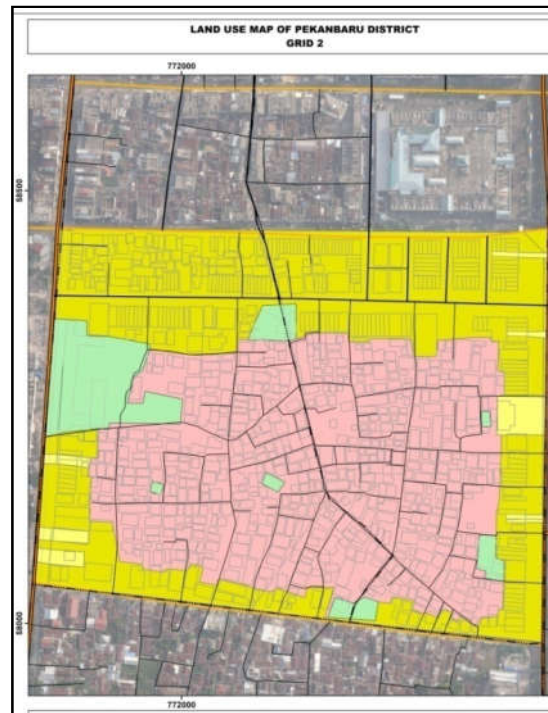 LAND USE MAP OF PEKANBARU DISTRICT
GRID 2
772000
58500
58000
772000